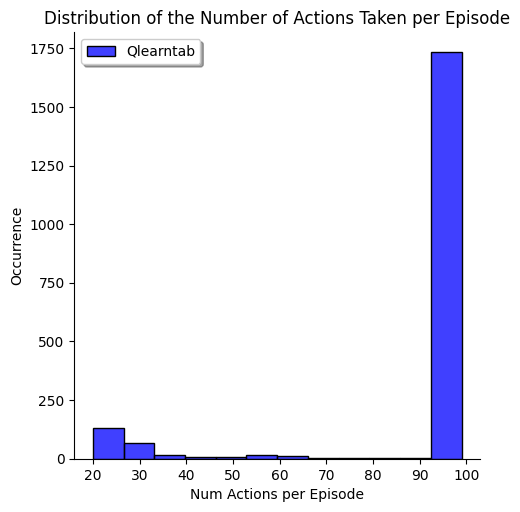 Distribution of the Number of Actions Taken per Episode
Qlearntab
1750
1500
1250
1000
750
500
250
0
Occurrence
20 30 40 50 60 70 80 90 100
Num Actions per Episode